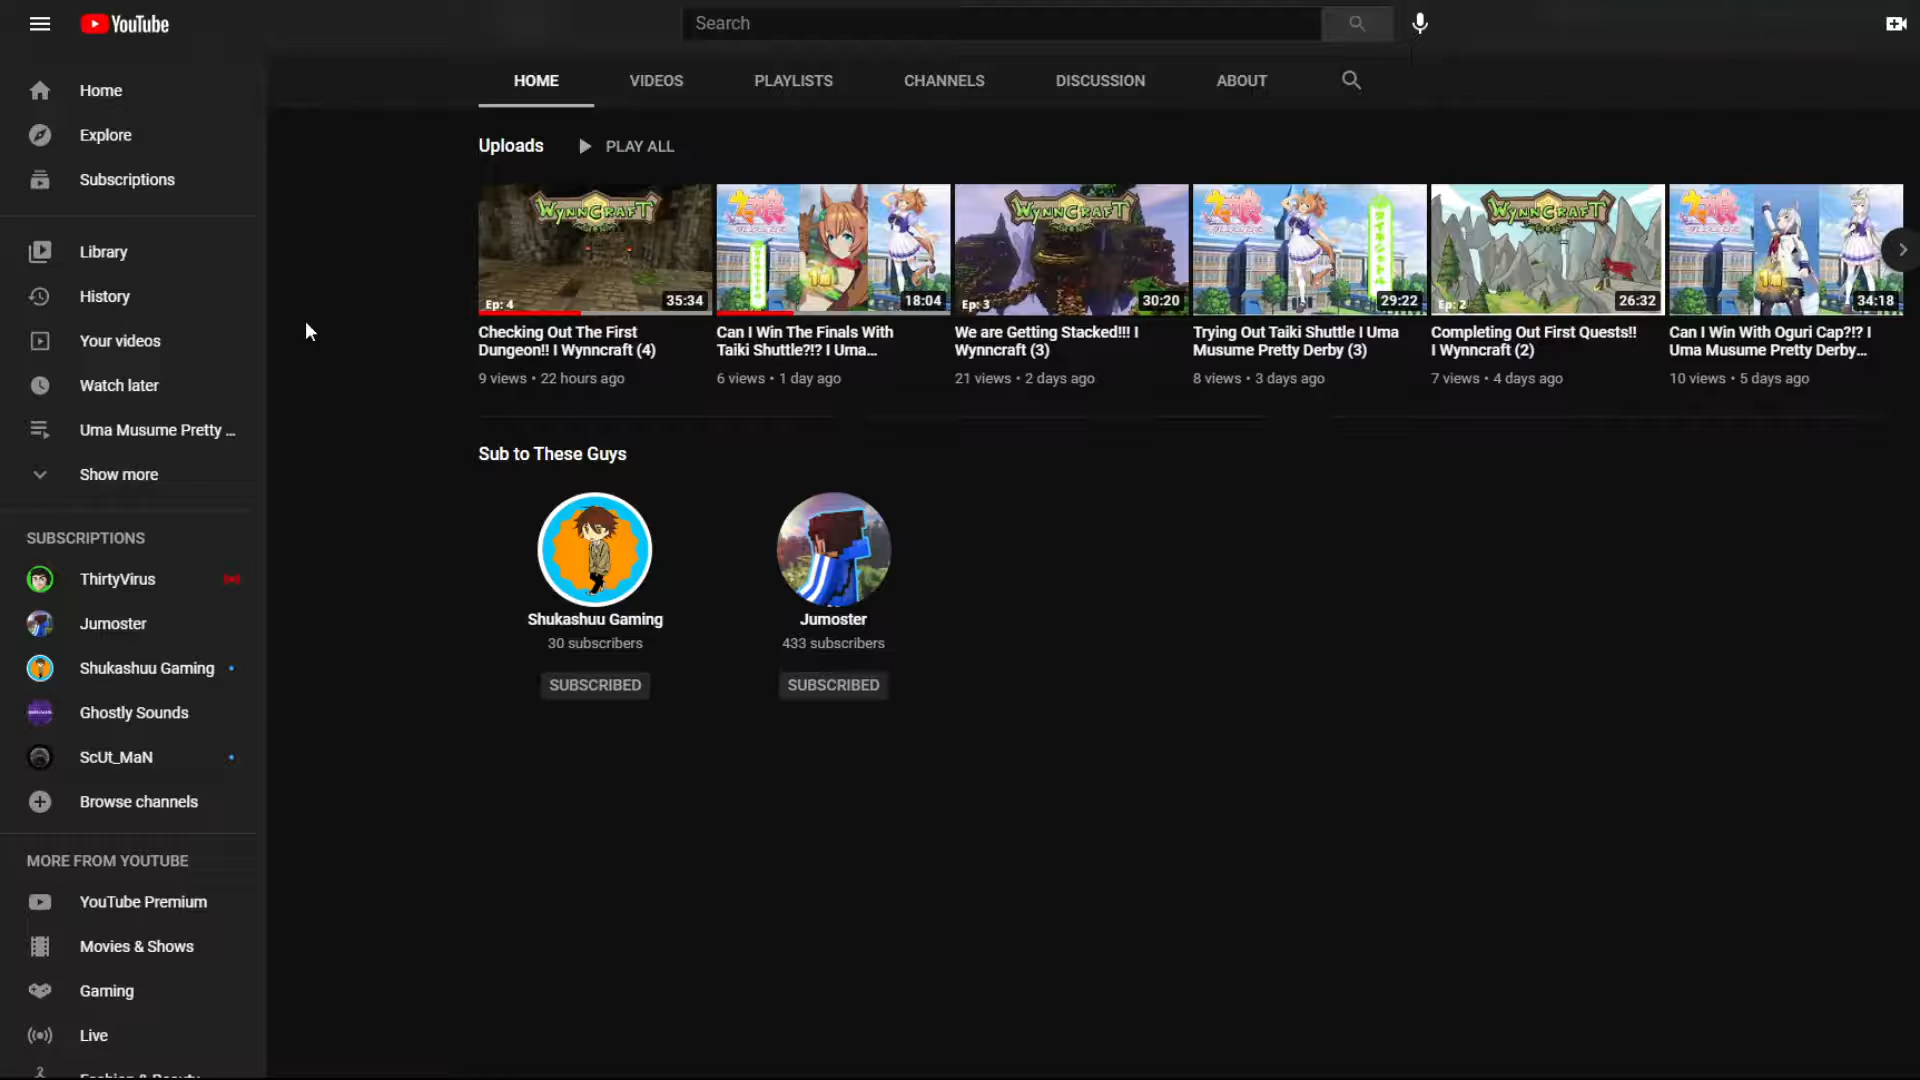 YouTube
Search
Home
Explore
Subscriptions
Library
History
Your videos
Watch later
Uma Musume Pretty ...
Show more
SUBSCRIPTIONS
ThirtyVirus
Jumoster
Shukashuu Gaming
Ghostly Sounds
ScUt_MaN
Browse channels
MORE FROM YOUTUBE
YouTube Premium
Movies & Shows
Gaming
Live
Fashion & Beauty
HOME
VIDEOS
PLAYLISTS
CHANNELS
DISCUSSION
ABOUT
Uploads
PLAY ALL
WYNNCRAFT
Ep: 4
35:34
Checking Out The First
Dungeon!! I Wynncraft (4)
9 views • 22 hours ago
18:04
Can I Win The Finals With
Taiki Shuttle?!? I Uma...
6 views • 1 day ago
WYNNCRAFT
Ep: 3
30:20
We are Getting Stacked!!! I
Wynncraft (3)
21 views • 2 days ago
29:22
Trying Out Taiki Shuttle I Uma
Musume Pretty Derby (3)
8 views • 3 days ago
WYNNCRAFT
Ep: 2
26:32
Completing Out First Quests!!
I Wynncraft (2)
7 views • 4 days ago
34:18
Can I Win With Oguri Cap?!? I
Uma Musume Pretty Derby...
10 views • 5 days ago
Sub to These Guys
Shukashuu Gaming
30 subscribers
SUBSCRIBED
Jumoster
433 subscribers
SUBSCRIBED